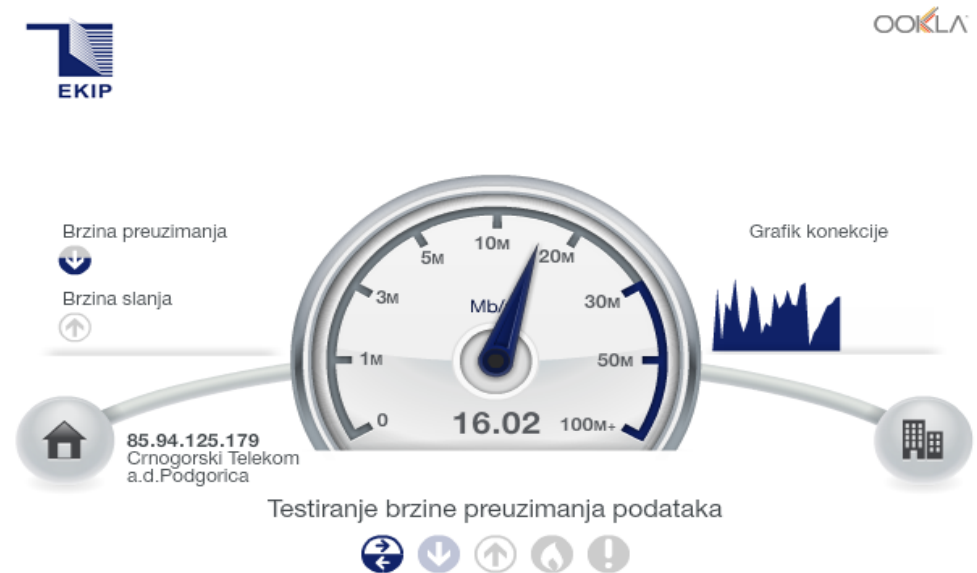 OOKLA
EKIP
Brzina preuzimanja
Brzina slanja
Grafik konekcije
0
1M
3M
5M
10M
20M
30M
50M
100M+
Mb/
16.02
85.94.125.179
Crnogorski Telekom
a.d.Podgorica
Testiranje brzine preuzimanja podataka